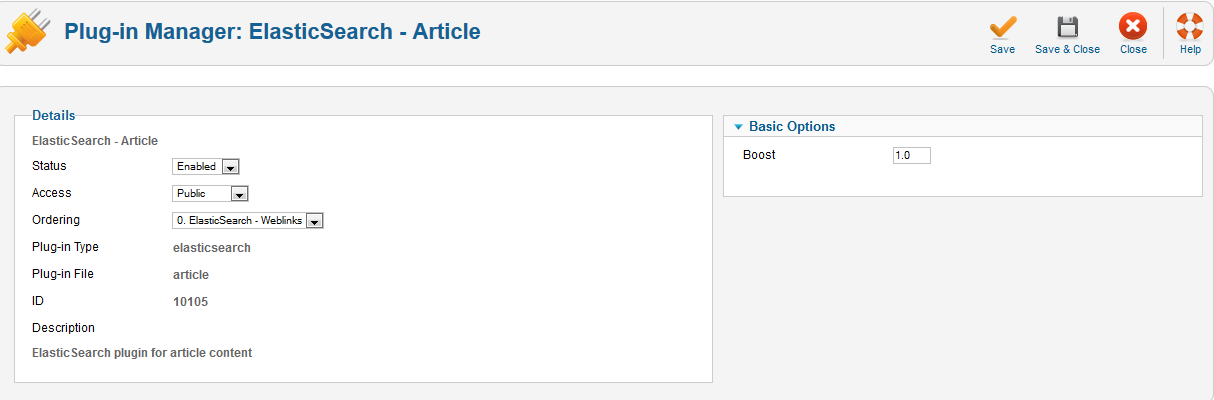 Plug-in Manager: ElasticSearch - Article
Save Save & Close Close Help
Details
ElasticSearch - Article
Status Enabled
Access Public
Ordering 0. ElasticSearch - Weblinks
Plug-in Type elasticsearch
Plug-in File article
ID 10105
Description
ElasticSearch plugin for article content
Basic Options
Boost 1.0